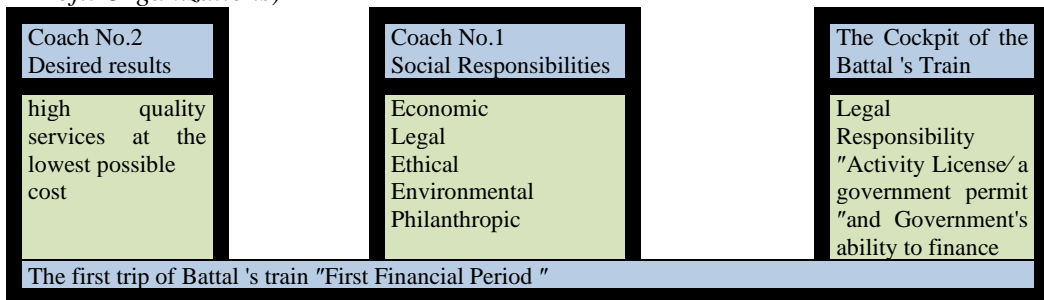 Coach No.2
Desired results
high quality
services at the
lowest possible
cost
Coach No.1
Social Responsibilities
Economic
Legal
Ethical
Environmental
Philanthropic
The Cockpit of the
Battal 's Train
Legal
Responsibility
"Activity License/ a
government permit
"and Government's
ability to finance
The first trip of Battal 's train "First Financial Period "